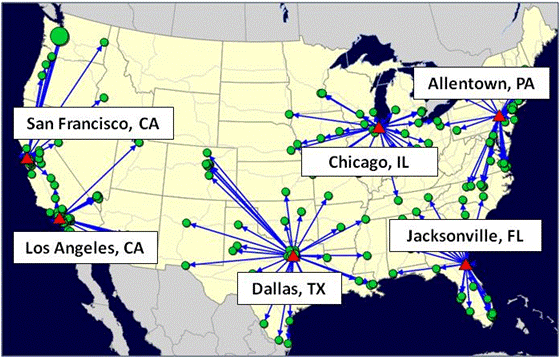 Allentown, PA
San Francisco, CA
Chicago, IL
Jacksonville, FL
Los Angeles, CA
Dallas, TX